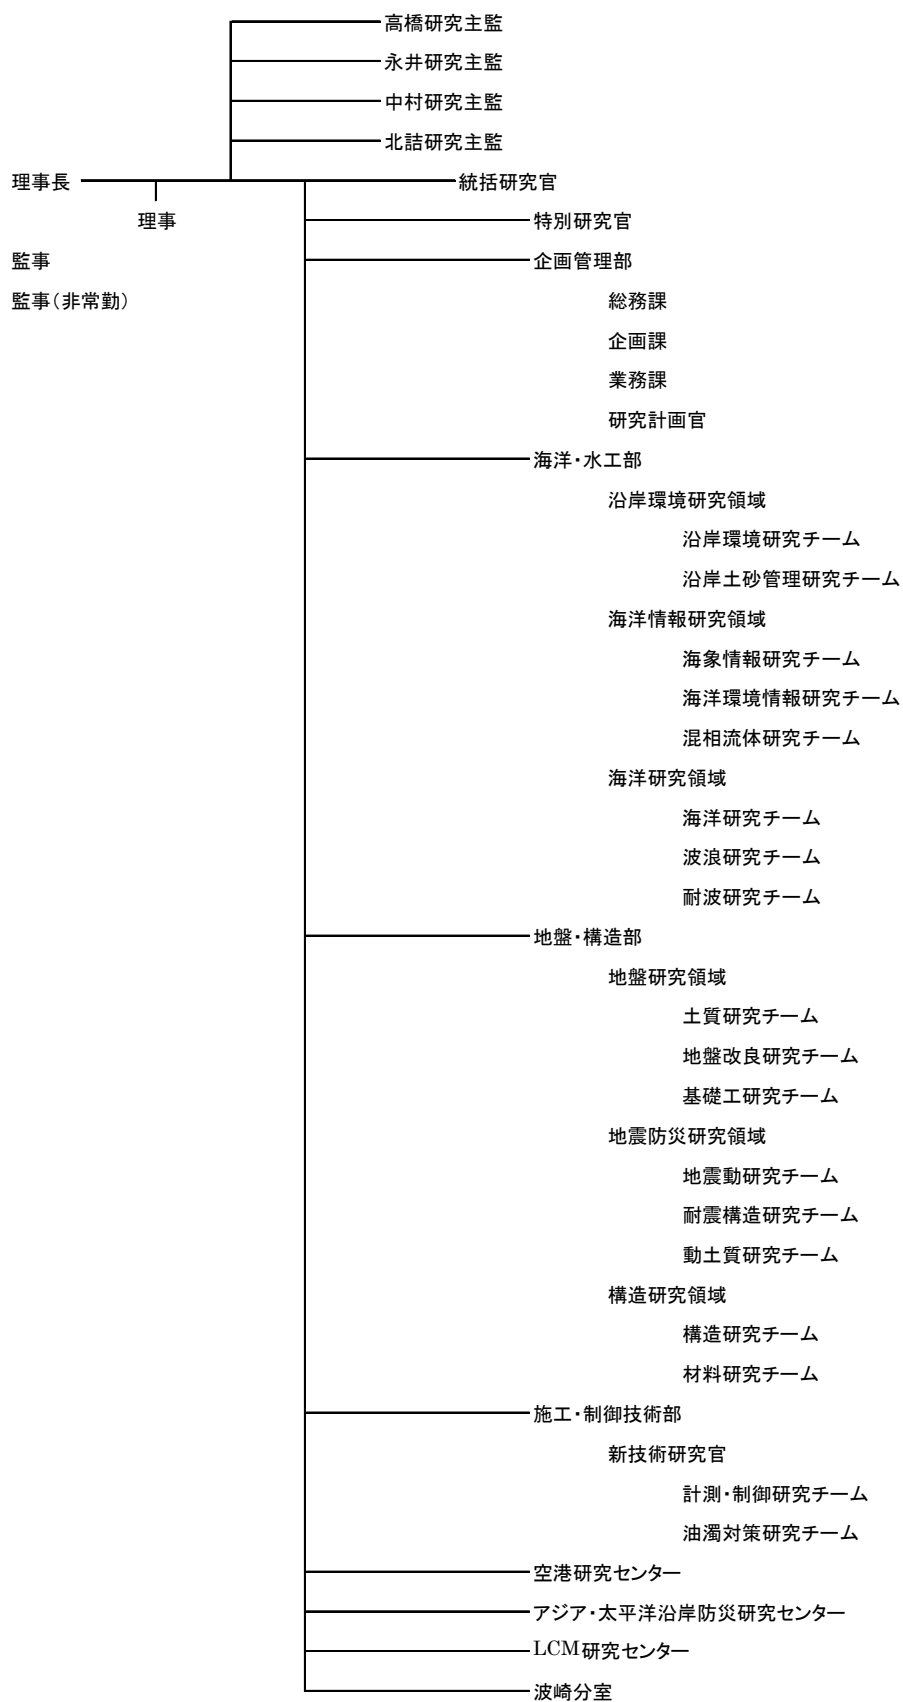 高橋研究主監
永井研究主監
中村研究主監
北詰研究主監
理事長 統括研究官
理事 特別研究官
監事 企画管理部
監事(非常勤) 総務課
企画課
業務課
研究計画官
海洋・水工部
沿岸環境研究領域
沿岸環境研究チーム
沿岸土砂管理研究チーム
海洋情報研究領域
海象情報研究チーム
海洋環境情報研究チーム
混相流体研究チーム
海洋研究領域
海洋研究チーム
波浪研究チーム
耐波研究チーム
地盤・構造部
地盤研究領域
土質研究チーム
地盤改良研究チーム
基礎工研究チーム
地震防災研究領域
地震動研究チーム
耐震構造研究チーム
動土質研究チーム
構造研究領域
構造研究チーム
材料研究チーム
施工・制御技術部
新技術研究官
計測・制御研究チーム
油濁対策研究チーム
空港研究センター
アジア・太平洋沿岸防災研究センター
LCM研究センター
波崎分室